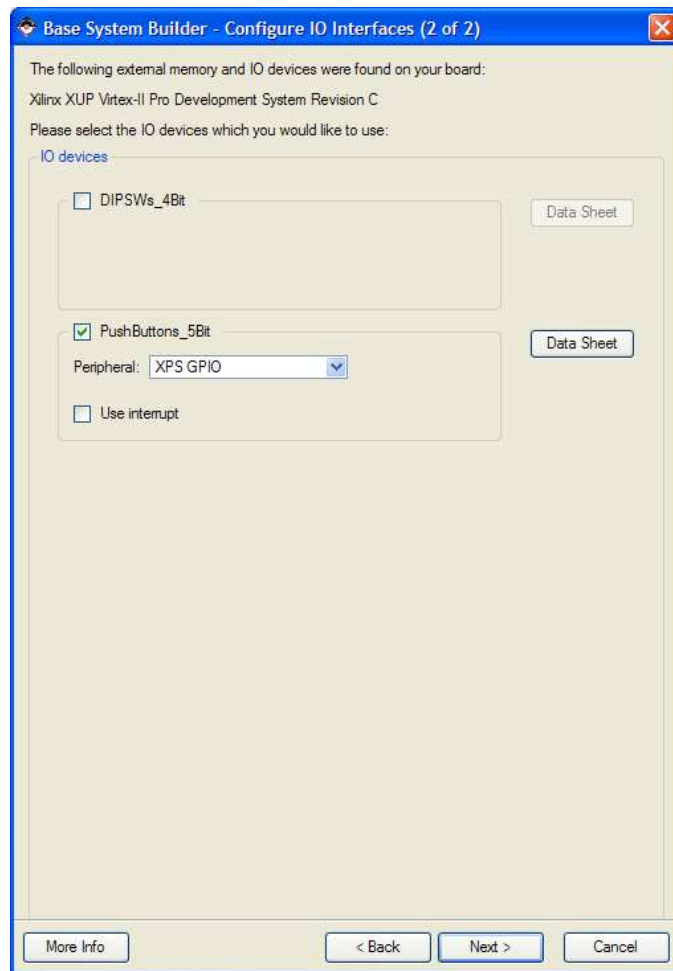 Base System Builder - Configure IO Interfaces (2 of 2)
The following external memory and IO devices were found on your board:
Xilinx XUP Virtex-II Pro Development System Revision C
Please select the IO devices which you would like to use:
IO devices
DIPSWs_4Bit
Data Sheet
PushButtons_5Bit
Data Sheet
Peripheral: XPS GPIO
Use interrupt
More Info < Back Next > Cancel